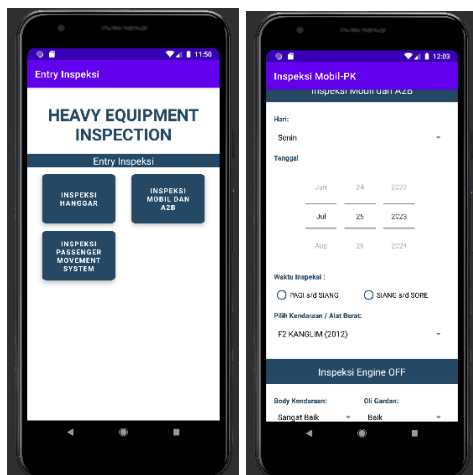 11:50
Entry Inspeksi
HEAVY EQUIPMENT
INSPECTION
Entry Inspeksi
INSPEKSI
HANGGAR
INSPEKSI
MOBIL DAN
A2B
INSPEKSI
PASSENGER
MOVEMENT
SYSTEM
12:03
Inspeksi Mobil-PK
Inspeksi Mobil dan A2B
Hari:
Senin
Tanggal
Jun 24 2022
Jul 25 2023
Aug 26 2024
Waktu Inspeksi :
PAGI s/d SIANG SIANG s/d SORE
Pilih Kendaraan / Alat Berat:
F2 KANGLIM (2012)
Inspeksi Engine OFF
Body Kendaraan: Oli Gardan:
Sangat Baik Baik